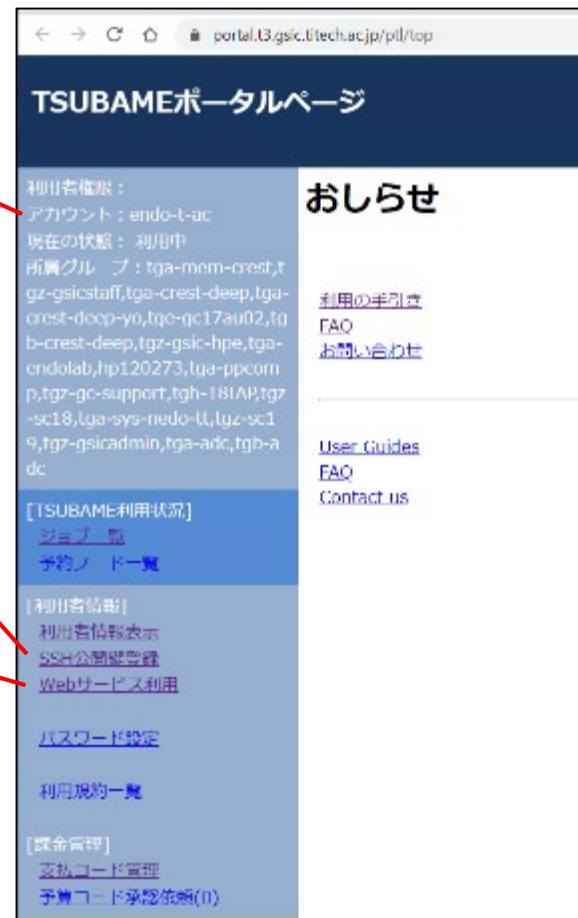 portal.t3.gsic.titech.ac.jp/ptl/top
TSUBAMEポータルページ
利用者権限：
アカウント：endo-t-ac
現在の状態： 利用中
所属グループ：tga-mem-crest,t
gz-gsicstaff,tga-crest-deep,tga-
crest-deep-yo,tge-gc17au02,tg
b-crest-deep,tgz-gsic-hpe,tga-
endolab,hp120273,tga-ppcom
p,tgz-gc-support,tgh-18IAP,tgz
-sc18,tga-sys-nedo-tt,tgz-sc1
9,tgz-gsicadmin,tga-adc,tgb-a
dc
[TSUBAME利用状況]
ジョブ一覧
予約ノード一覧
[利用者情報]
利用者情報表示
SSH公開鍵登録
Webサービス利用
パスワード設定
利用規約一覧
[課金管理]
支払コード管理
予算コード承認依頼(0)
おしらせ
利用の手引き
FAQ
お問い合わせ
User Guides
FAQ
Contact us